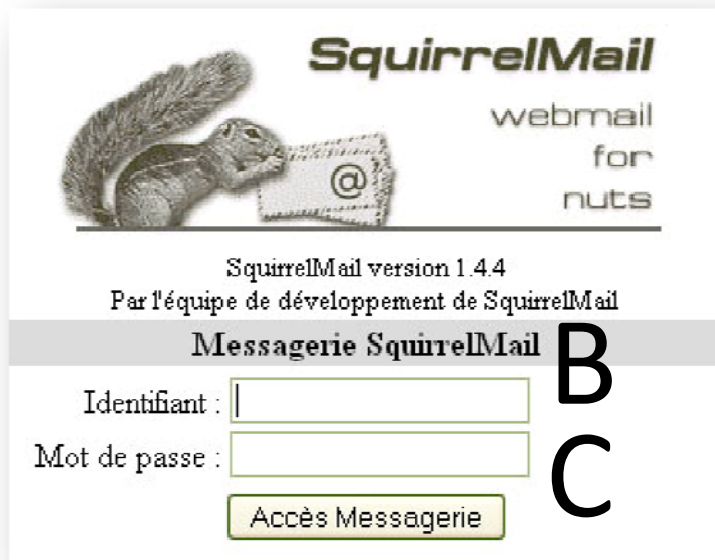 SquirrelMail
webmail
for
nuts
@
SquirrelMail version 1.4.4
Par l'équipe de développement de SquirrelMail
Messagerie SquirrelMail
B
Identifiant :
Mot de passe :
C
Accès Messagerie